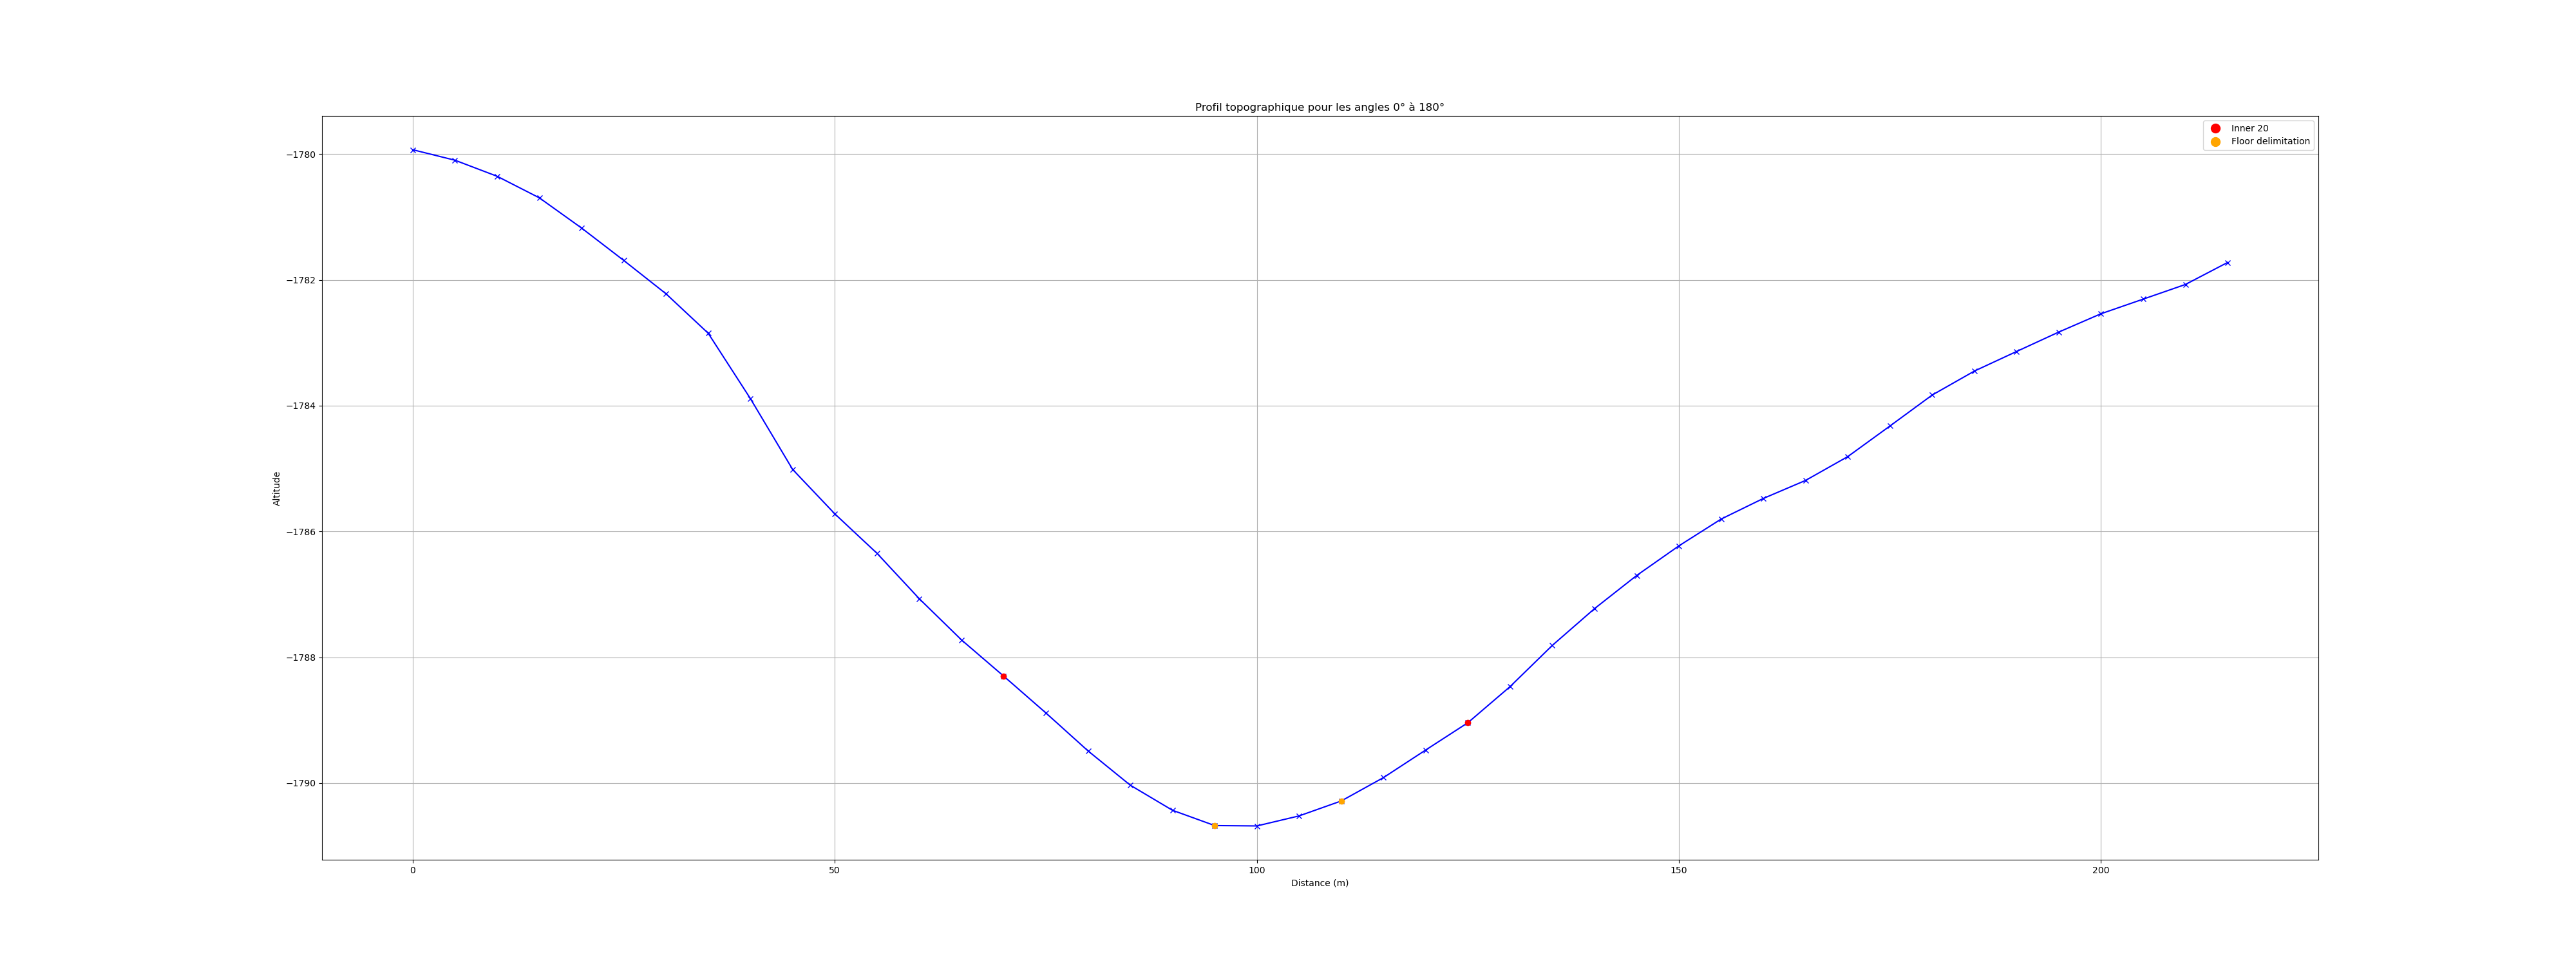 Profil topographique pour les angles 0° à 180°
Inner 20
Floor delimitation
−1780
−1782
−1784
−1786
−1788
−1790
Altitude
0
50
100
150
200
Distance (m)